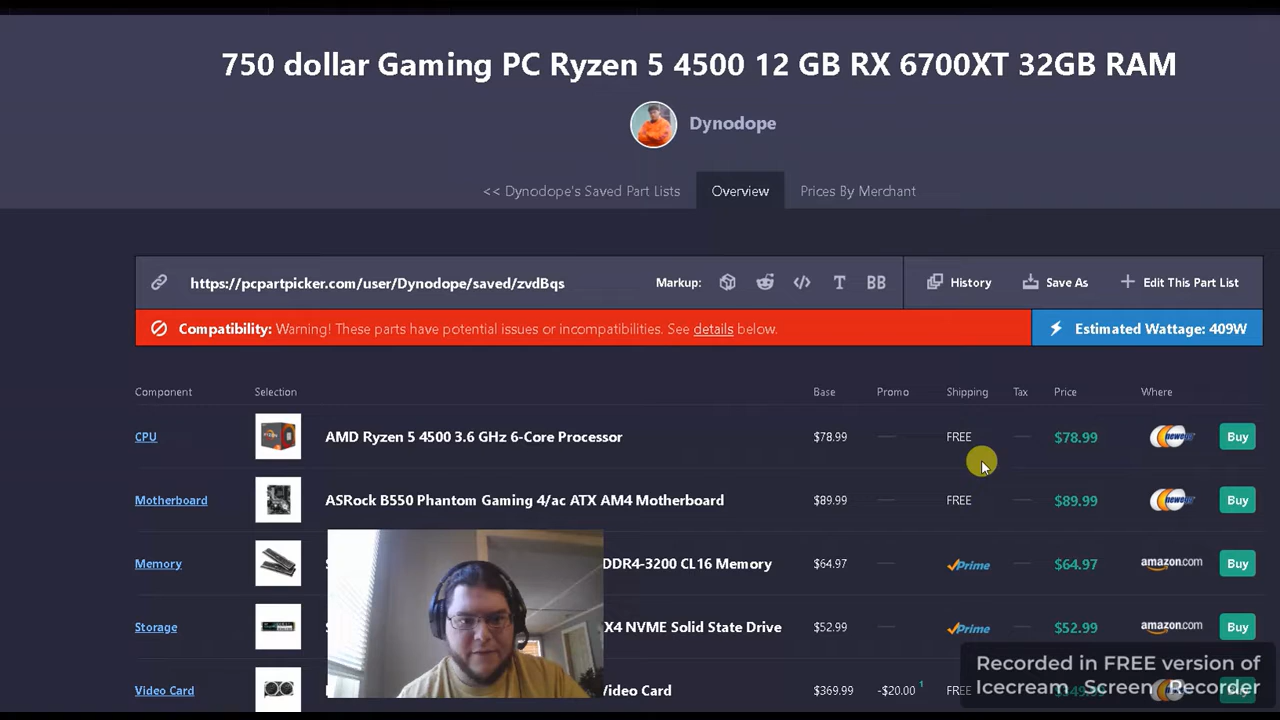 750 dollar Gaming PC Ryzen 5 4500 12 GB RX 6700XT 32GB RAM
Dynodope
<< Dynodope's Saved Part Lists Overview Prices By Merchant
https://pcpartpicker.com/user/Dynodope/saved/zvdBqs Markup: T BB History Save As Edit This Part List
Compatibility: Warning! These parts have potential issues or incompatibilities. See details below. Estimated Wattage: 409W
Component Selection Base Promo Shipping Tax Price Where
CPU AMD Ryzen 5 4500 3.6 GHz 6-Core Processor $78.99 — FREE — $78.99 newegg Buy
Motherboard ASRock B550 Phantom Gaming 4/ac ATX AM4 Motherboard $89.99 — FREE — $89.99 newegg Buy
Memory DDR4-3200 CL16 Memory $64.97 — Prime — $64.97 amazon.com Buy
Storage X4 NVME Solid State Drive $52.99 — Prime — $52.99 amazon.com Buy
Video Card Video Card $369.99 -$20.00 1 FREE
Recorded in FREE version of
Icecream Screen Recorder